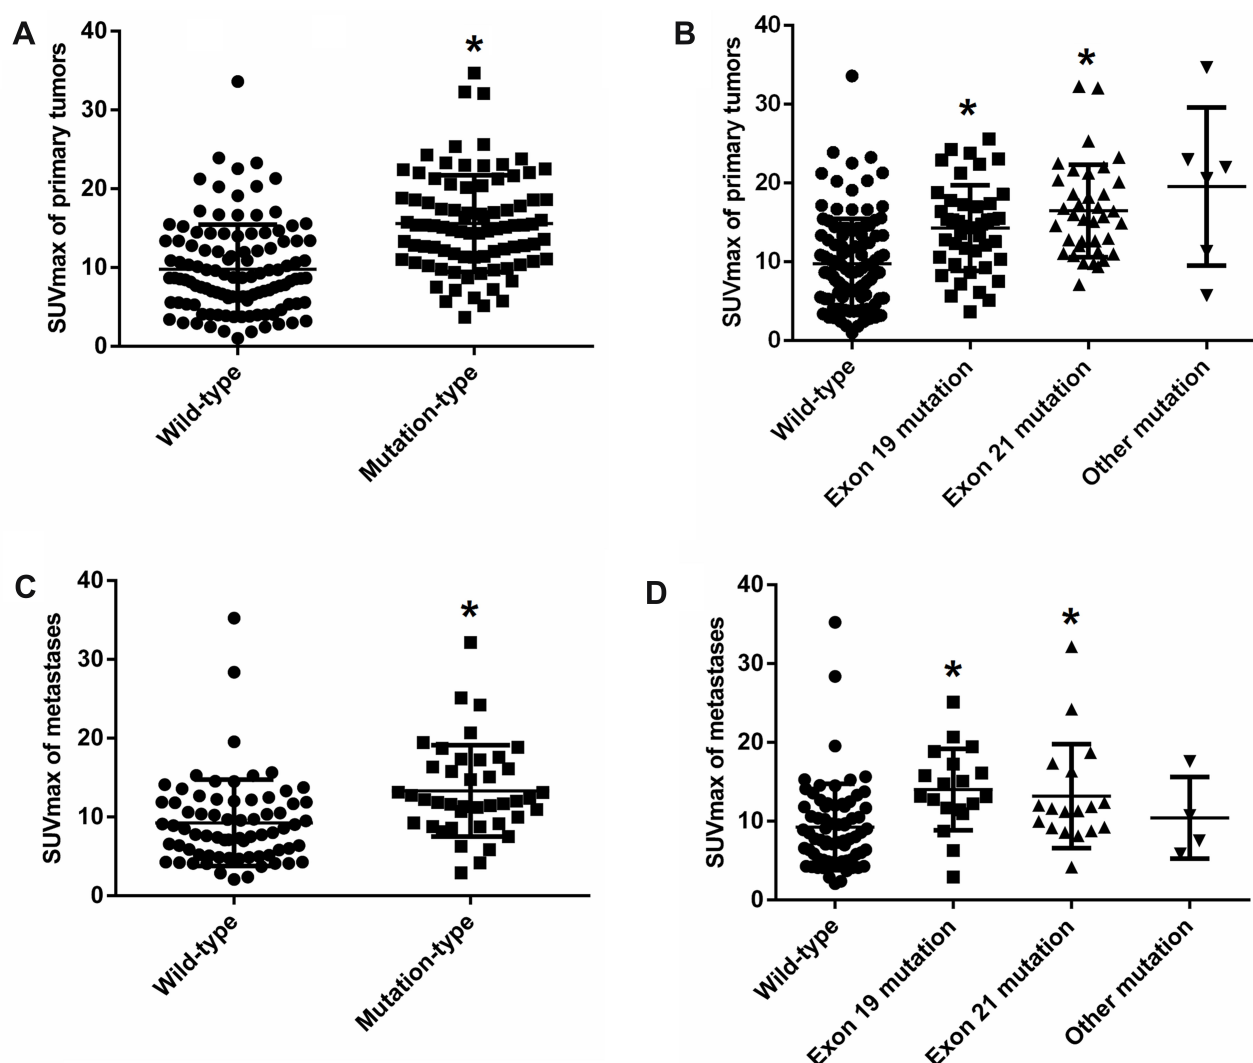 A
SUVmax of primary tumors
40
30
20
10
0
*
Wild-type
Mutation-type
B
SUVmax of primary tumors
40
30
20
10
0
*
*
Wild-type
Exon 19 mutation
Exon 21 mutation
Other mutation
C
SUVmax of metastases
40
30
20
10
0
*
Wild-type
Mutation-type
D
SUVmax of metastases
40
30
20
10
0
*
*
Wild-type
Exon 19 mutation
Exon 21 mutation
Other mutation